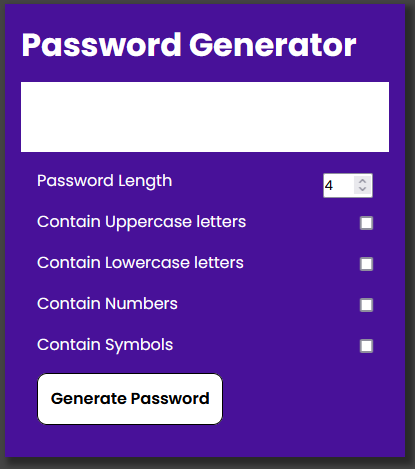 Password Generator
Password Length 4
Contain Uppercase letters
Contain Lowercase letters
Contain Numbers
Contain Symbols
Generate Password